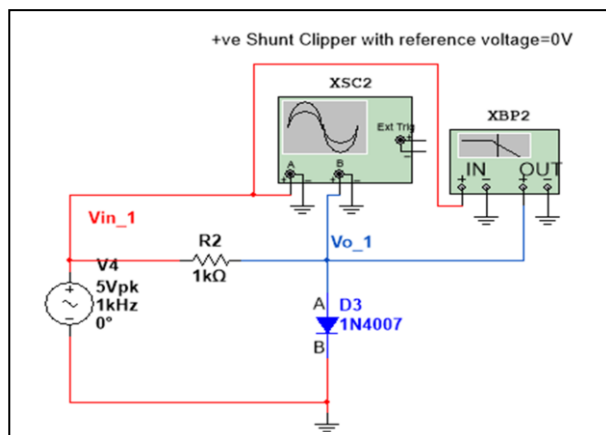 +ve Shunt Clipper with reference voltage=0V
XSC2
Ext Trig
+
A
B
+
+
XBP2
IN
OUT
+
+
Vin_1
R2
1kΩ
Vo_1
V4
5Vpk
1kHz
0°
+
A
D3
1N4007
B